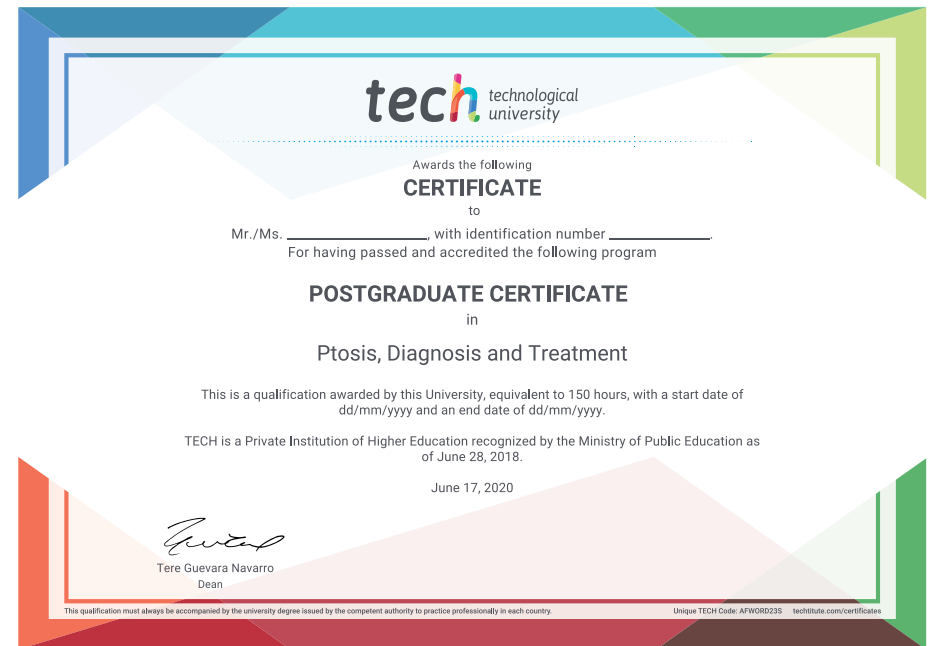 tech technological
university
Awards the following
CERTIFICATE
to
Mr./Ms. ____________________, with identification number ______________.
For having passed and accredited the following program
POSTGRADUATE CERTIFICATE
in
Ptosis, Diagnosis and Treatment
This is a qualification awarded by this University, equivalent to 150 hours, with a start date of
dd/mm/yyyy and an end date of dd/mm/yyyy.
TECH is a Private Institution of Higher Education recognized by the Ministry of Public Education as
of June 28, 2018.
June 17, 2020
Tere Guevara Navarro
Dean
This qualification must always be accompanied by the university degree issued by the competent authority to practice professionally in each country.
Unique TECH Code: AFWORD23S techtitute.com/certificates